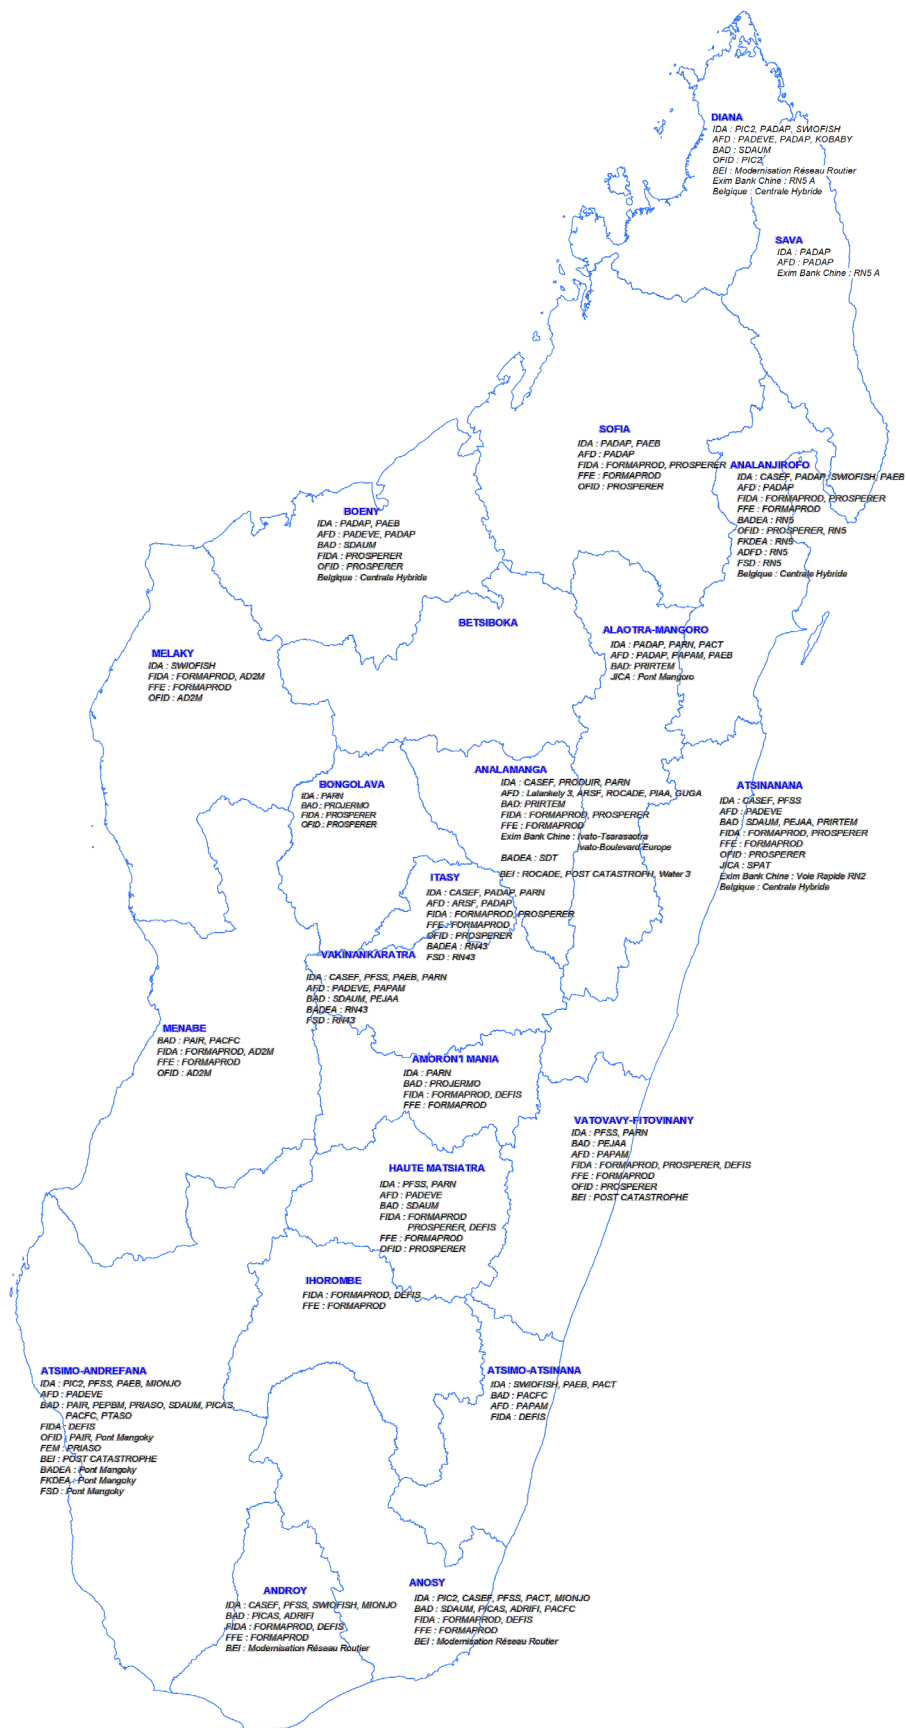 DIANA
IDA : PIC2, PADAP, SWIOFISH
AFD : PADEVE, PADAP, KOBABY
BAD : SDAUM
OFID : PIC2
BEI : Modernisation Réseau Routier
Exim Bank Chine : RN5 A
Belgique : Centrale Hybride
SAVA
IDA : PADAP
AFD : PADAP
Exim Bank Chine : RN5 A
SOFIA
IDA : PADAP, PAEB
AFD : PADAP
FIDA : FORMAPROD, PROSPERER
FFE : FORMAPROD
OFID : PROSPERER
ANALANJIROFO
IDA : CASEF, PADAP, SWIOFISH, PAEB
AFD : PADAP
FIDA : FORMAPROD, PROSPERER
FFE : FORMAPROD
BADEA : RN5
OFID : PROSPERER, RN5
FKDEA : RN5
ADFD : RN5
FSD : RN5
Belgique : Centrale Hybride
BOENY
IDA : PADAP, PAEB
AFD : PADEVE, PADAP
BAD : SDAUM
FIDA : PROSPERER
OFID : PROSPERER
Belgique : Centrale Hybride
BETSIBOKA
ALAOTRA-MANGORO
IDA : PADAP, PARN, PACT
AFD : PADAP, PAPAM, PAEB
BAD: PRIRTEM
JICA : Pont Mangoro
MELAKY
IDA : SWIOFISH
FIDA : FORMAPROD, AD2M
FFE : FORMAPROD
OFID : AD2M
BONGOLAVA
IDA : PARN
BAD : PROJERMO
FIDA : PROSPERER
OFID : PROSPERER
ANALAMANGA
IDA : CASEF, PRODUIR, PARN
AFD : Lalankely 3, ARSF, ROCADE, PIAA, GUGA
BAD: PRIRTEM
FIDA : FORMAPROD, PROSPERER
FFE : FORMAPROD
Exim Bank Chine : Ivato-Tsarasaotra
Ivato-Boulevard Europe
BADEA : SDT
BEI : ROCADE, POST CATASTROPH, Water 3
ATSINANANA
IDA : CASEF, PFSS
AFD : PADEVE
BAD : SDAUM, PEJAA, PRIRTEM
FIDA : FORMAPROD, PROSPERER
FFE : FORMAPROD
OFID : PROSPERER
JICA : SPAT
Exim Bank Chine : Voie Rapide RN2
Belgique : Centrale Hybride
ITASY
IDA : CASEF, PADAP, PARN
AFD : ARSF, PADAP
FIDA : FORMAPROD, PROSPERER
FFE : FORMAPROD
OFID : PROSPERER
BADEA : RN43
FSD : RN43
VAKINANKARATRA
IDA : CASEF, PFSS, PAEB, PARN
AFD : PADEVE, PAPAM
BAD : SDAUM, PEJAA
BADEA : RN43
FSD : RN43
MENABE
BAD : PAIR, PACFC
FIDA : FORMAPROD, AD2M
FFE : FORMAPROD
OFID : AD2M
AMORON'I MANIA
IDA : PARN
BAD : PROJERMO
FIDA : FORMAPROD, DEFIS
FFE : FORMAPROD
VATOVAVY-FITOVINANY
IDA : PFSS, PARN
BAD : PEJAA
AFD : PAPAM
FIDA : FORMAPROD, PROSPERER, DEFIS
FFE : FORMAPROD
OFID : PROSPERER
BEI : POST CATASTROPHE
HAUTE MATSIATRA
IDA : PFSS, PARN
AFD : PADEVE
BAD : SDAUM
FIDA : FORMAPROD
PROSPERER, DEFIS
FFE : FORMAPROD
OFID : PROSPERER
IHOROMBE
FIDA : FORMAPROD, DEFIS
FFE : FORMAPROD
ATSIMO-ANDREFANA
IDA : PIC2, PFSS, PAEB, MIONJO
AFD : PADEVE
BAD : PAIR, PEPBM, PRIASO, SDAUM, PICAS,
PACFC, PTASO
FIDA : DEFIS
OFID : PAIR, Pont Mangoky
FEM : PRIASO
BEI : POST CATASTROPHE
BADEA : Pont Mangoky
FKDEA : Pont Mangoky
FSD : Pont Mangoky
ATSIMO-ATSINANA
IDA : SWIOFISH, PAEB, PACT
BAD : PACFC
AFD : PAPAM
FIDA : DEFIS
ANDROY
IDA : CASEF, PFSS, SWIOFISH, MIONJO
BAD : PICAS, ADRIFI
FIDA : FORMAPROD, DEFIS
FFE : FORMAPROD
BEI : Modernisation Réseau Routier
ANOSY
IDA : PIC2, CASEF, PFSS, PACT, MIONJO
BAD : SDAUM, PICAS, ADRIFI, PACFC
FIDA : FORMAPROD, DEFIS
FFE : FORMAPROD
BEI : Modernisation Réseau Routier